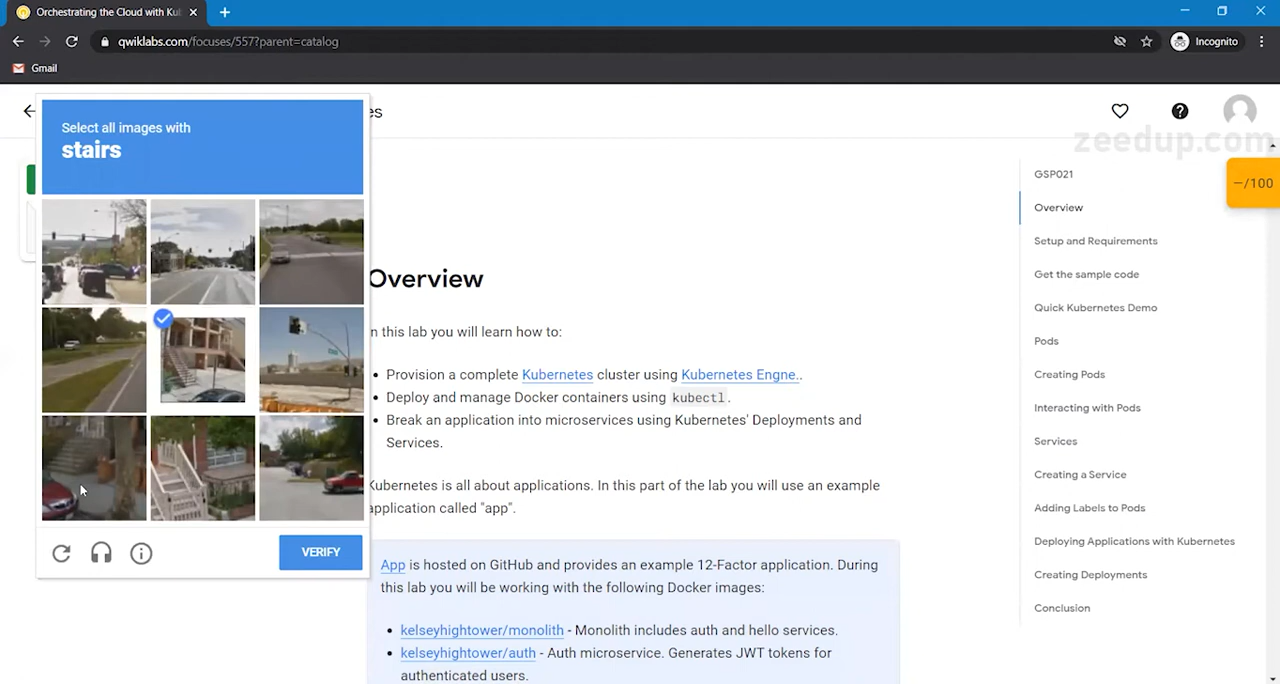 Orchestrating the Cloud with Kub
qwiklabs.com/focuses/557?parent=catalog
Incognito
Gmail
es
zeedup.com
Select all images with
stairs
VERIFY
GSP021
—/100
Overview
Setup and Requirements
Get the sample code
Quick Kubernetes Demo
Pods
Creating Pods
Interacting with Pods
Services
Creating a Service
Adding Labels to Pods
Deploying Applications with Kubernetes
Creating Deployments
Conclusion
Overview
n this lab you will learn how to:
• Provision a complete Kubernetes cluster using Kubernetes Engne..
• Deploy and manage Docker containers using kubectl.
• Break an application into microservices using Kubernetes' Deployments and
Services.
Kubernetes is all about applications. In this part of the lab you will use an example
application called "app".
App is hosted on GitHub and provides an example 12-Factor application. During
this lab you will be working with the following Docker images:
• kelseyhightower/monolith - Monolith includes auth and hello services.
• kelseyhightower/auth - Auth microservice. Generates JWT tokens for
authenticated users.